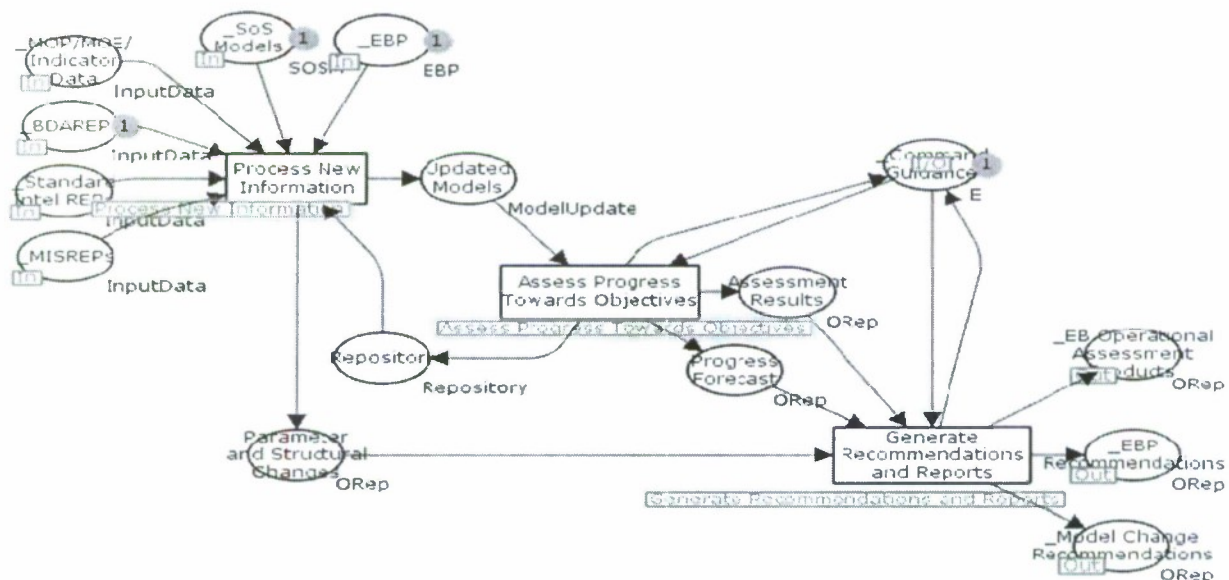 _MOP/MOE/
Indicator
Data
In
InputData
_SoS
Models
In
1
SOSM
_EBP
In
1
EBP
_BDAREP
In
1
InputData
_Standard
Intel REP
In
InputData
_MISREPs
In
InputData
Process New
Information
Process New Information
Updated
Models
ModelUpdate
_Command
Guidance
In/Out
1
E
Assess Progress
Towards Objectives
Assess Progress Towards Objectives
Assessment
Results
ORep
Repository
Repository
Progress
Forecast
ORep
_EB Operational
Assessment
Products
Out
ORep
Parameter
and Structural
Changes
ORep
Generate
Recommendations
and Reports
Generate Recommendations and Reports
_EBP
Recommendations
Out
ORep
_Model Change
Recommendations
Out
ORep